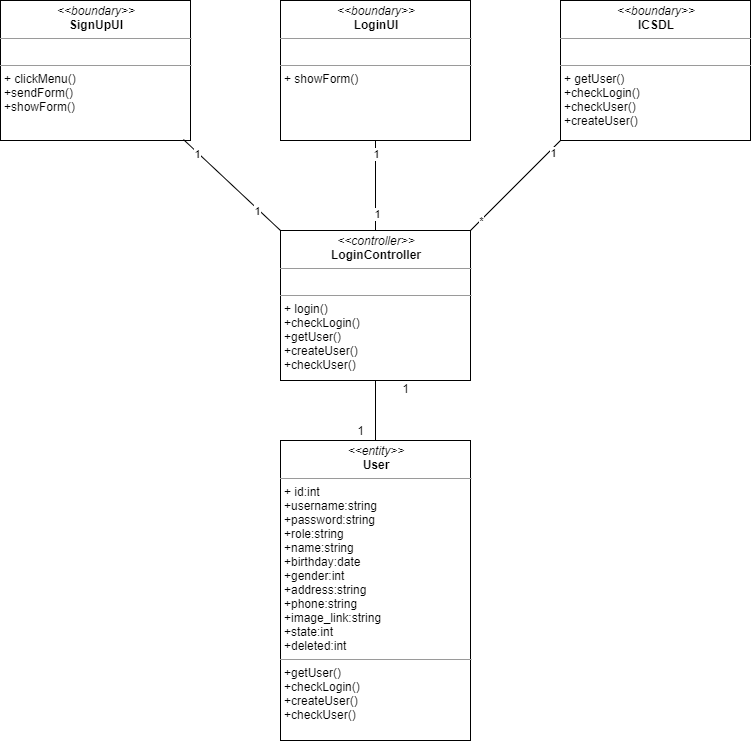 <<boundary>>
SignUpUI
+ clickMenu()
+sendForm()
+showForm()
<<boundary>>
LoginUI
+ showForm()
<<boundary>>
ICSDL
+ getUser()
+checkLogin()
+checkUser()
+createUser()
1
1
1
1
1
*
<<controller>>
LoginController
+ login()
+checkLogin()
+getUser()
+createUser()
+checkUser()
1
1
<<entity>>
User
+ id:int
+username:string
+password:string
+role:string
+name:string
+birthday:date
+gender:int
+address:string
+phone:string
+image_link:string
+state:int
+deleted:int
+getUser()
+checkLogin()
+createUser()
+checkUser()